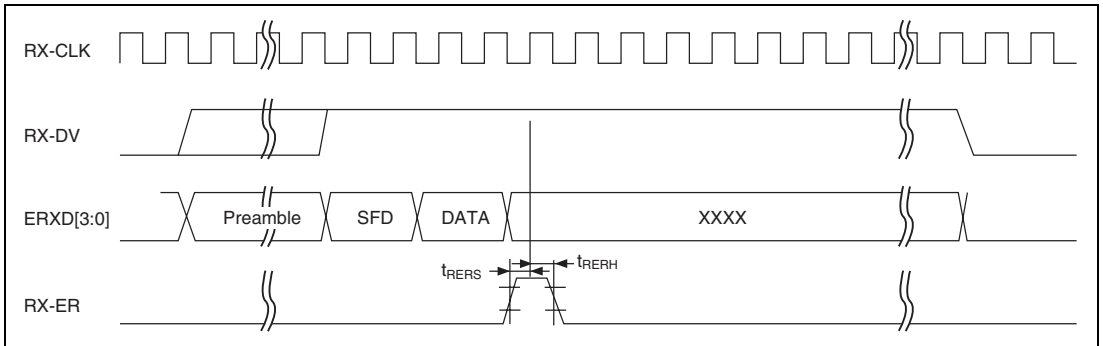 RX-CLK
RX-DV
ERXD[3:0] Preamble SFD DATA XXXX
tRERS tRERH
RX-ER